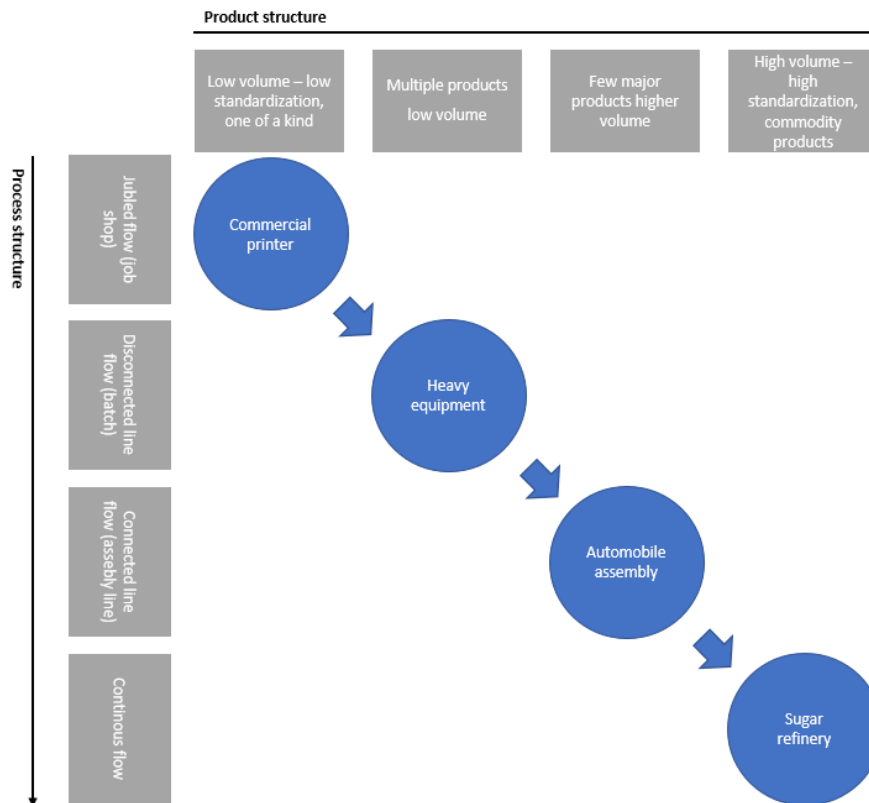 Product structure
Low volume – low
standardization,
one of a kind
Multiple products
low volume
Few major
products higher
volume
High volume –
high
standardization,
commodity
products
Process structure
Jubled flow (job
shop)
Commercial
printer
Disconnected line
flow (batch)
Heavy
equipment
Connected line
flow (assebly line)
Automobile
assembly
Continous flow
Sugar
refinery